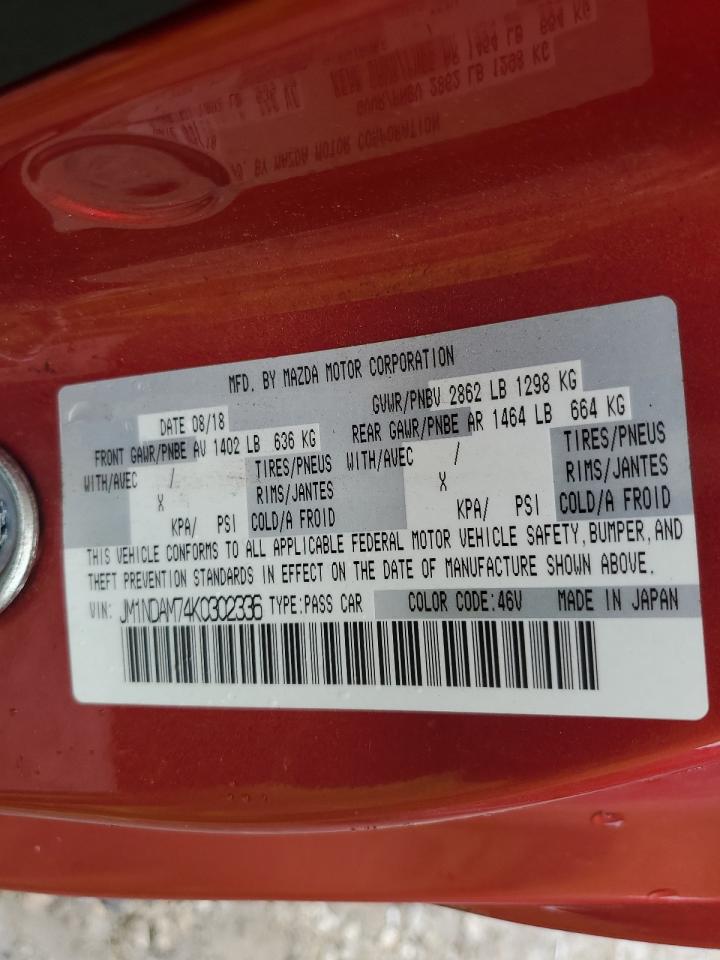 MFD. BY MAZDA MOTOR CORPORATION
DATE 08/18 GVWR/PNBV 2862 LB 1298 KG
FRONT GAWR/PNBE AV 1402 LB 636 KG REAR GAWR/PNBE AR 1464 LB 664 KG
WITH/AVEC / TIRES/PNEUS WITH/AVEC / TIRES/PNEUS
X RIMS/JANTES X RIMS/JANTES
KPA/ PSI COLD/A FROID KPA/ PSI COLD/A FROID
THIS VEHICLE CONFORMS TO ALL APPLICABLE FEDERAL MOTOR VEHICLE SAFETY, BUMPER, AND
THEFT PREVENTION STANDARDS IN EFFECT ON THE DATE OF MANUFACTURE SHOWN ABOVE.
VIN: JM1NDAM74K0302336 TYPE:PASS CAR COLOR CODE:46V MADE IN JAPAN